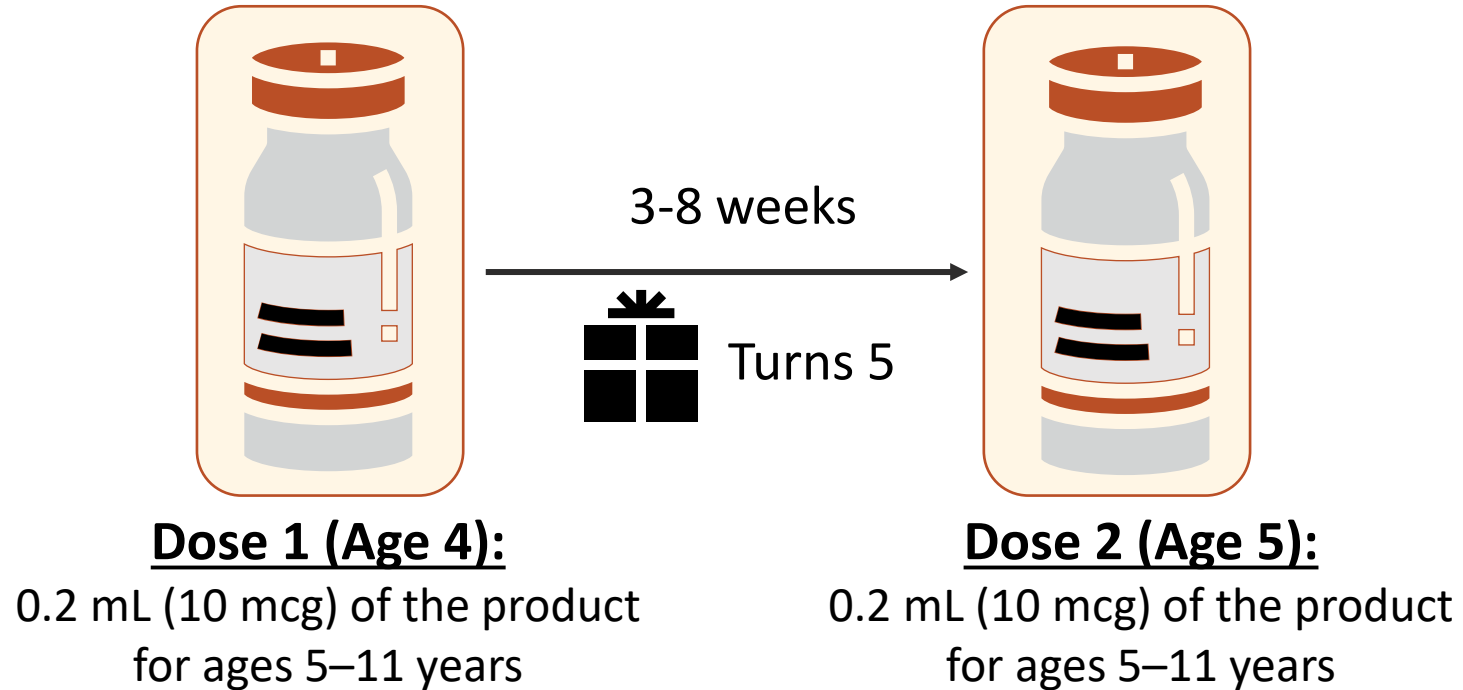 3-8 weeks
Turns 5
Dose 1 (Age 4):
0.2 mL (10 mcg) of the product
for ages 5–11 years
Dose 2 (Age 5):
0.2 mL (10 mcg) of the product
for ages 5–11 years